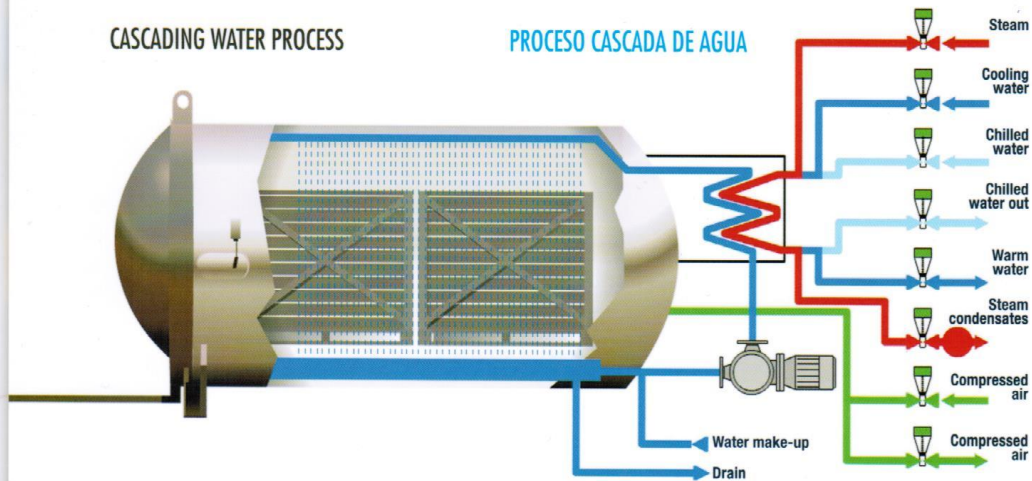 CASCADING WATER PROCESS
PROCESO CASCADA DE AGUA
Steam
Cooling
water
Chilled
water
Chilled
water out
Warm
water
Steam
condensates
Compressed
air
Compressed
air
Water make-up
Drain